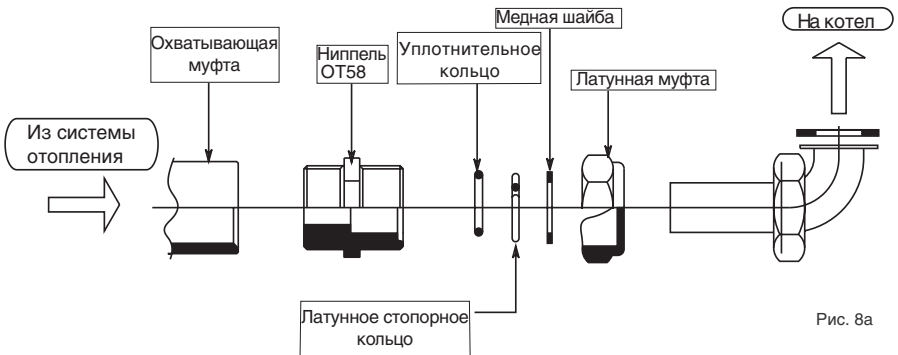 Медная шайба
На котел
Охватывающая
муфта
Ниппель
ОТ58
Уплотнительное
кольцо
Латунная муфта
Из системы
отопления
Латунное стопорное
кольцо
Рис. 8а